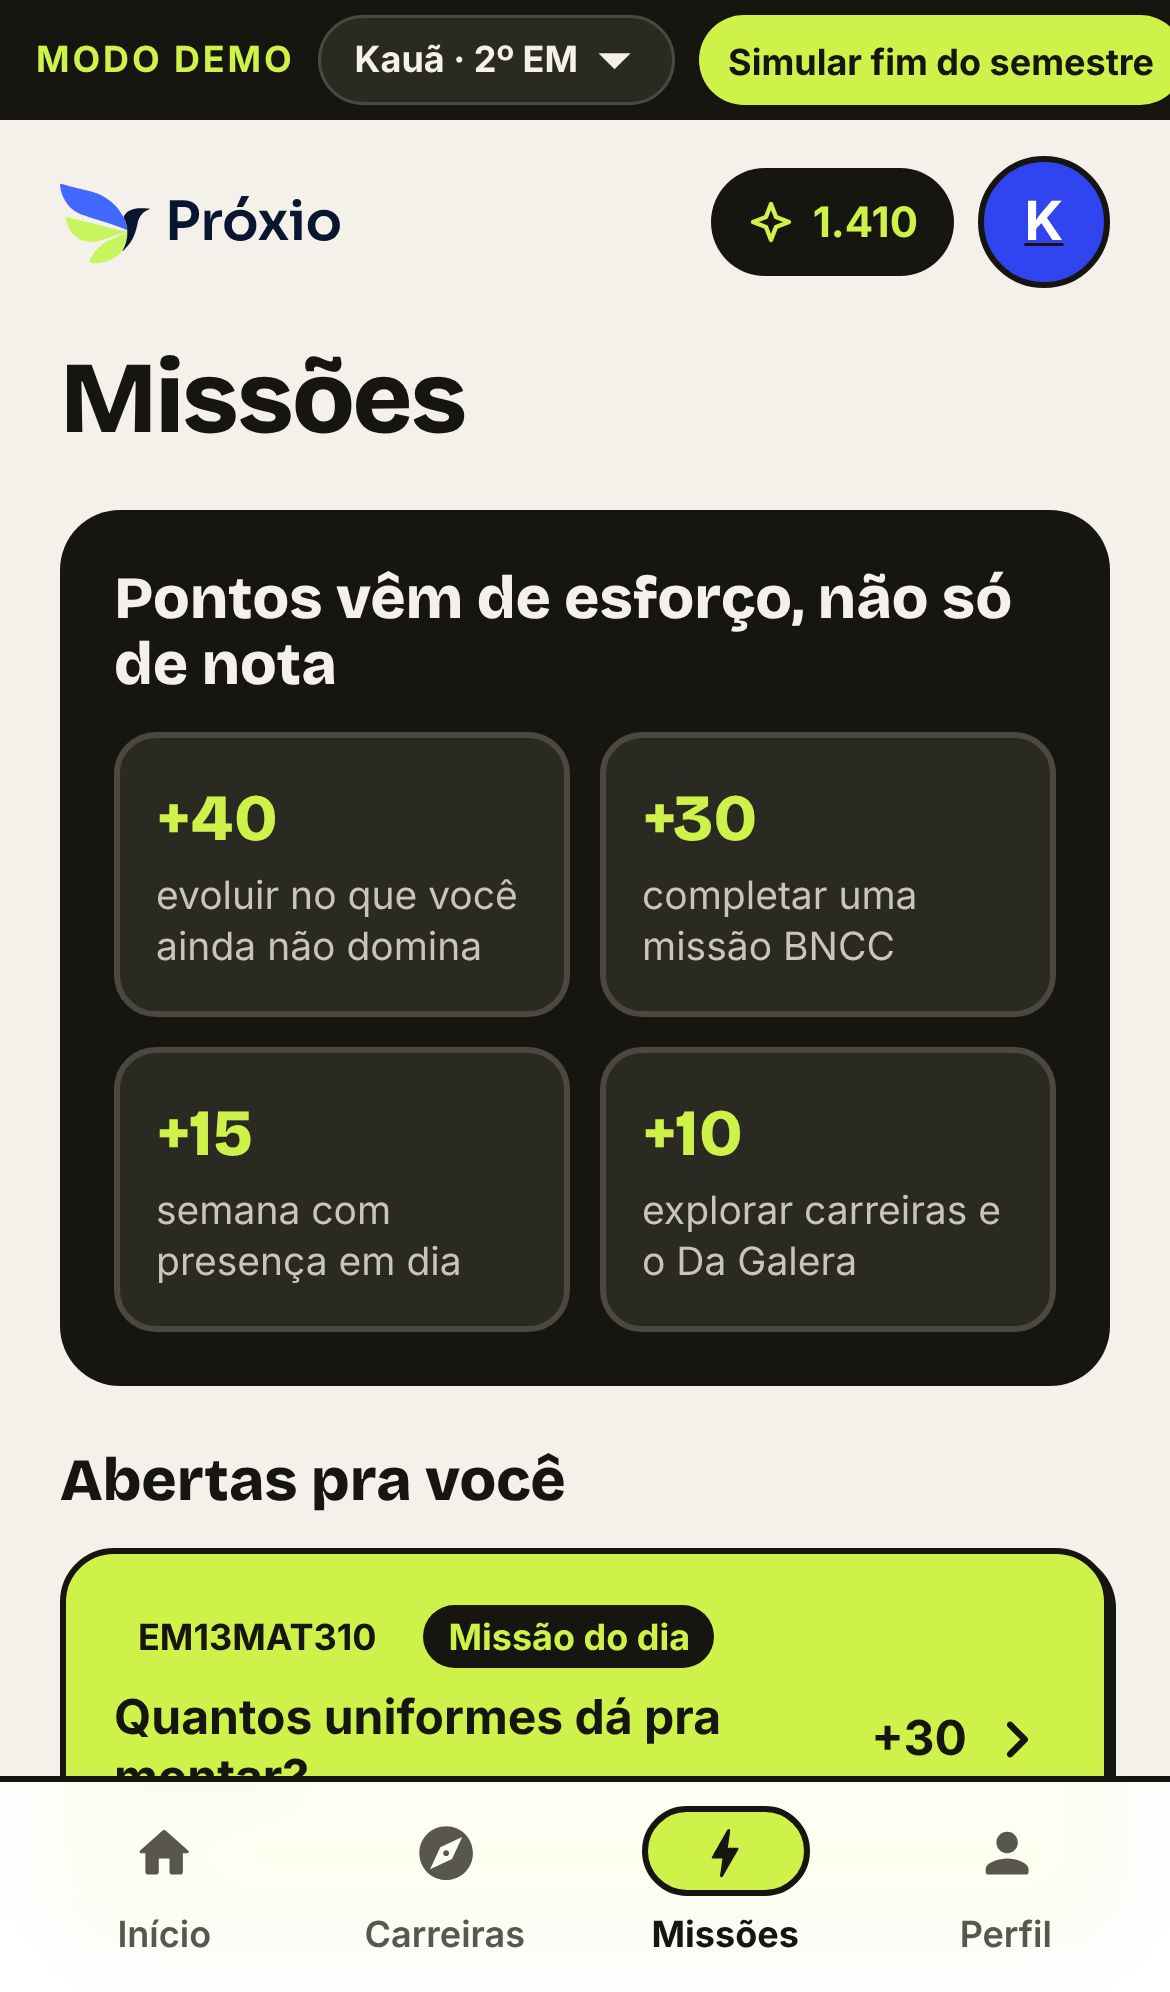 MODO DEMO
Kauã · 2º EM
Simular fim do semestre
Próxio
1.410
K
Missões
Pontos vêm de esforço, não só
de nota
+40
evoluir no que você
ainda não domina
+30
completar uma
missão BNCC
+15
semana com
presença em dia
+10
explorar carreiras e
o Da Galera
Abertas pra você
EM13MAT310
Missão do dia
Quantos uniformes dá pra
montar?
+30
Início
Carreiras
Missões
Perfil